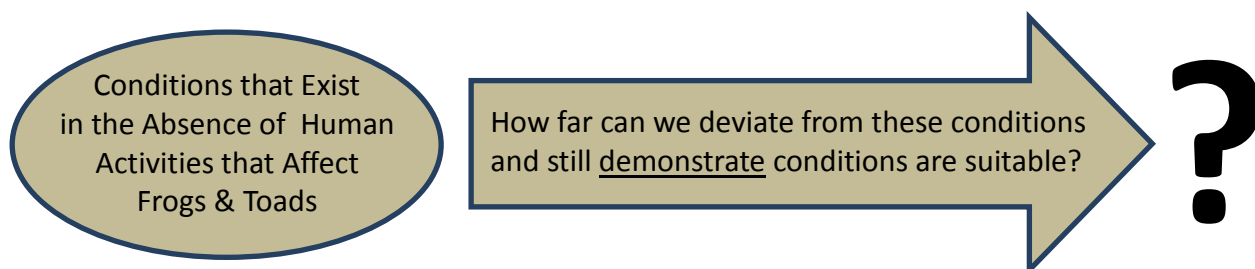 Conditions that Exist
in the Absence of Human
Activities that Affect
Frogs & Toads
How far can we deviate from these conditions
and still demonstrate conditions are suitable?
?